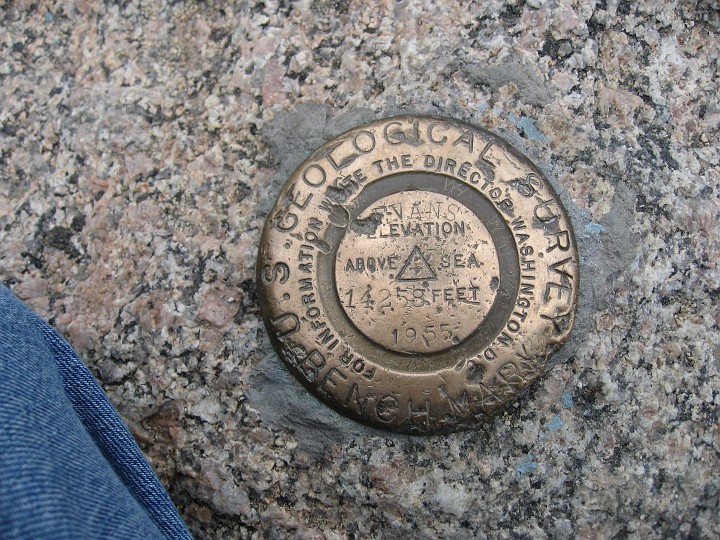 U.S. GEOLOGICAL SURVEY
FOR INFORMATION WRITE THE DIRECTOR, WASHINGTON, D.C.
EVANS
ELEVATION
ABOVE SEA
14258 FEET
1955
BENCH MARK